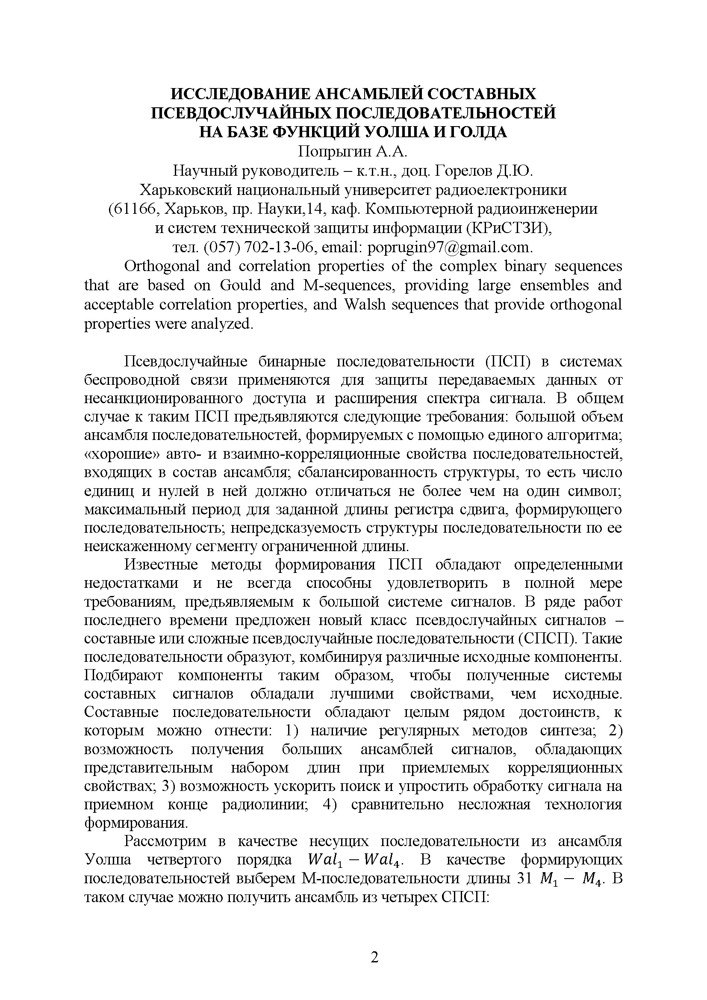 ИССЛЕДОВАНИЕ АНСАМБЛЕЙ СОСТАВНЫХ
ПСЕВДОСЛУЧАЙНЫХ ПОСЛЕДОВАТЕЛЬНОСТЕЙ
НА БАЗЕ ФУНКЦИЙ УОЛША И ГОЛДА
Попрыгин А.А.
Научный руководитель – к.т.н., доц. Горелов Д.Ю.
Харьковский национальный университет радиоелектроники
(61166, Харьков, пр. Науки,14, каф. Компьютерной радиоинженерии
и систем технической защиты информации (КРиСТЗИ),
тел. (057) 702-13-06, email: poprugin97@gmail.com.
Orthogonal and correlation properties of the complex binary sequences
that are based on Gould and M-sequences, providing large ensembles and
acceptable correlation properties, and Walsh sequences that provide orthogonal
properties were analyzed.
Псевдослучайные бинарные последовательности (ПСП) в системах
беспроводной связи применяются для защиты передаваемых данных от
несанкционированного доступа и расширения спектра сигнала. В общем
случае к таким ПСП предъявляются следующие требования: большой объем
ансамбля последовательностей, формируемых с помощью единого алгоритма;
«хорошие» авто- и взаимно-корреляционные свойства последовательностей,
входящих в состав ансамбля; сбалансированность структуры, то есть число
единиц и нулей в ней должно отличаться не более чем на один символ;
максимальный период для заданной длины регистра сдвига, формирующего
последовательность; непредсказуемость структуры последовательности по ее
неискаженному сегменту ограниченной длины.
Известные методы формирования ПСП обладают определенными
недостатками и не всегда способны удовлетворить в полной мере
требованиям, предъявляемым к большой системе сигналов. В ряде работ
последнего времени предложен новый класс псевдослучайных сигналов –
составные или сложные псевдослучайные последовательности (СПСП). Такие
последовательности образуют, комбинируя различные исходные компоненты.
Подбирают компоненты таким образом, чтобы полученные системы
составных сигналов обладали лучшими свойствами, чем исходные.
Составные последовательности обладают целым рядом достоинств, к
которым можно отнести: 1) наличие регулярных методов синтеза; 2)
возможность получения больших ансамблей сигналов, обладающих
представительным набором длин при приемлемых корреляционных
свойствах; 3) возможность ускорить поиск и упростить обработку сигнала на
приемном конце радиолинии; 4) сравнительно несложная технология
формирования.
Рассмотрим в качестве несущих последовательности из ансамбля
Уолша четвертого порядка Wal₁ – Wal₄. В качестве формирующих
последовательностей выберем М-последовательности длины 31 M₁ – M₄. В
таком случае можно получить ансамбль из четырех СПСП:
2